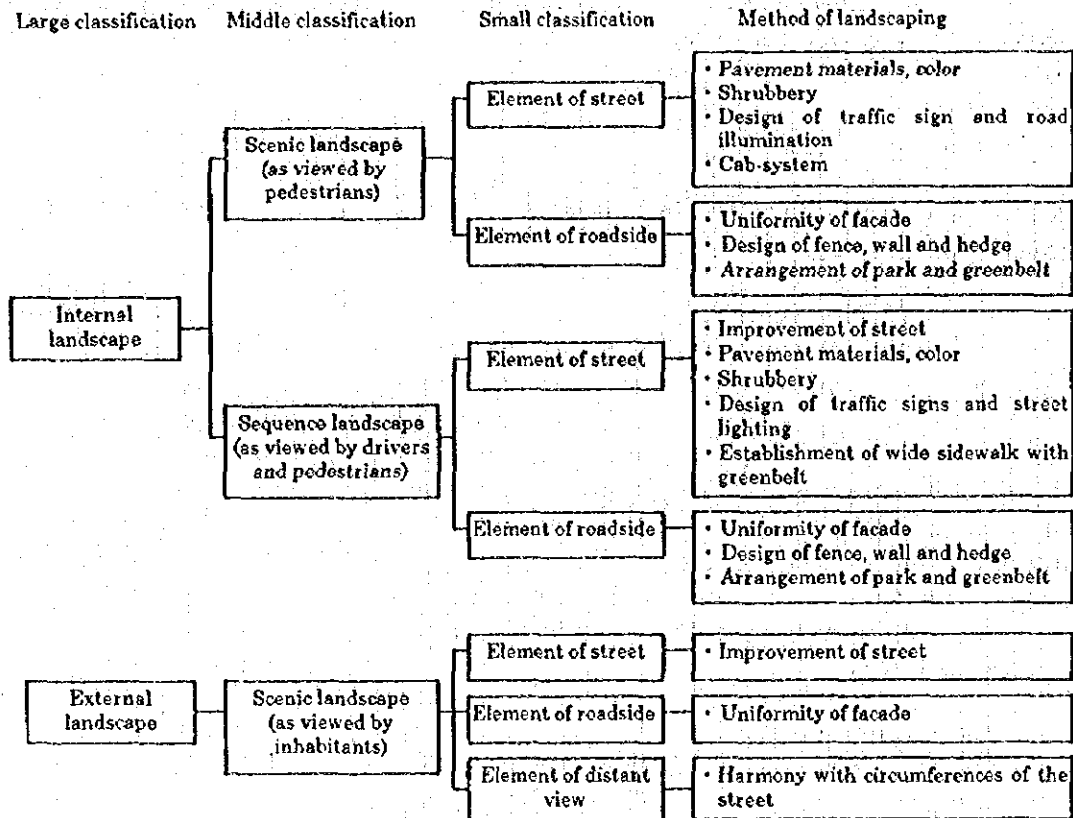 Large classification Middle classification Small classification Method of landscaping
Element of street
• Pavement materials, color
• Shrubbery
• Design of traffic sign and road
illumination
• Cab-system
Scenic landscape
(as viewed by
pedestrians)
Element of roadside
• Uniformity of facade
• Design of fence, wall and hedge
• Arrangement of park and greenbelt
Internal
landscape
Element of street
• Improvement of street
• Pavement materials, color
• Shrubbery
• Design of traffic signs and street
lighting
• Establishment of wide sidewalk with
greenbelt
Sequence landscape
(as viewed by drivers
and pedestrians)
Element of roadside
• Uniformity of facade
• Design of fence, wall and hedge
• Arrangement of park and greenbelt
Element of street
• Improvement of street
External
landscape
Scenic landscape
(as viewed by
inhabitants)
Element of roadside
• Uniformity of facade
Element of distant
view
• Harmony with circumferences of the
street